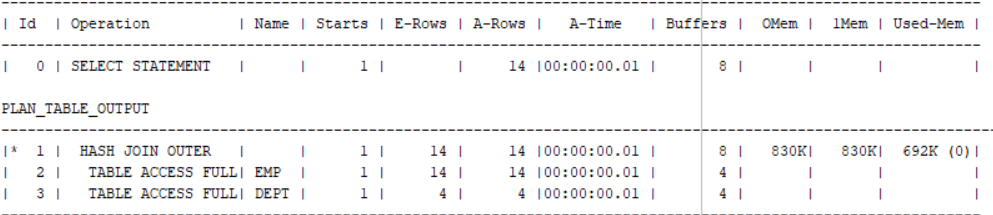 | Id | Operation | Name | Starts | E-Rows | A-Rows | A-Time | Buffers | OMem | 1Mem | Used-Mem |
| 0 | SELECT STATEMENT | | 1 | | 14 |00:00:00.01 | 8 | | | |
PLAN_TABLE_OUTPUT
|* 1 | HASH JOIN OUTER | | 1 | 14 | 14 |00:00:00.01 | 8 | 830K| 830K| 692K (0)|
| 2 | TABLE ACCESS FULL| EMP | 1 | 14 | 14 |00:00:00.01 | 4 | | | |
| 3 | TABLE ACCESS FULL| DEPT | 1 | 4 | 4 |00:00:00.01 | 4 | | | |